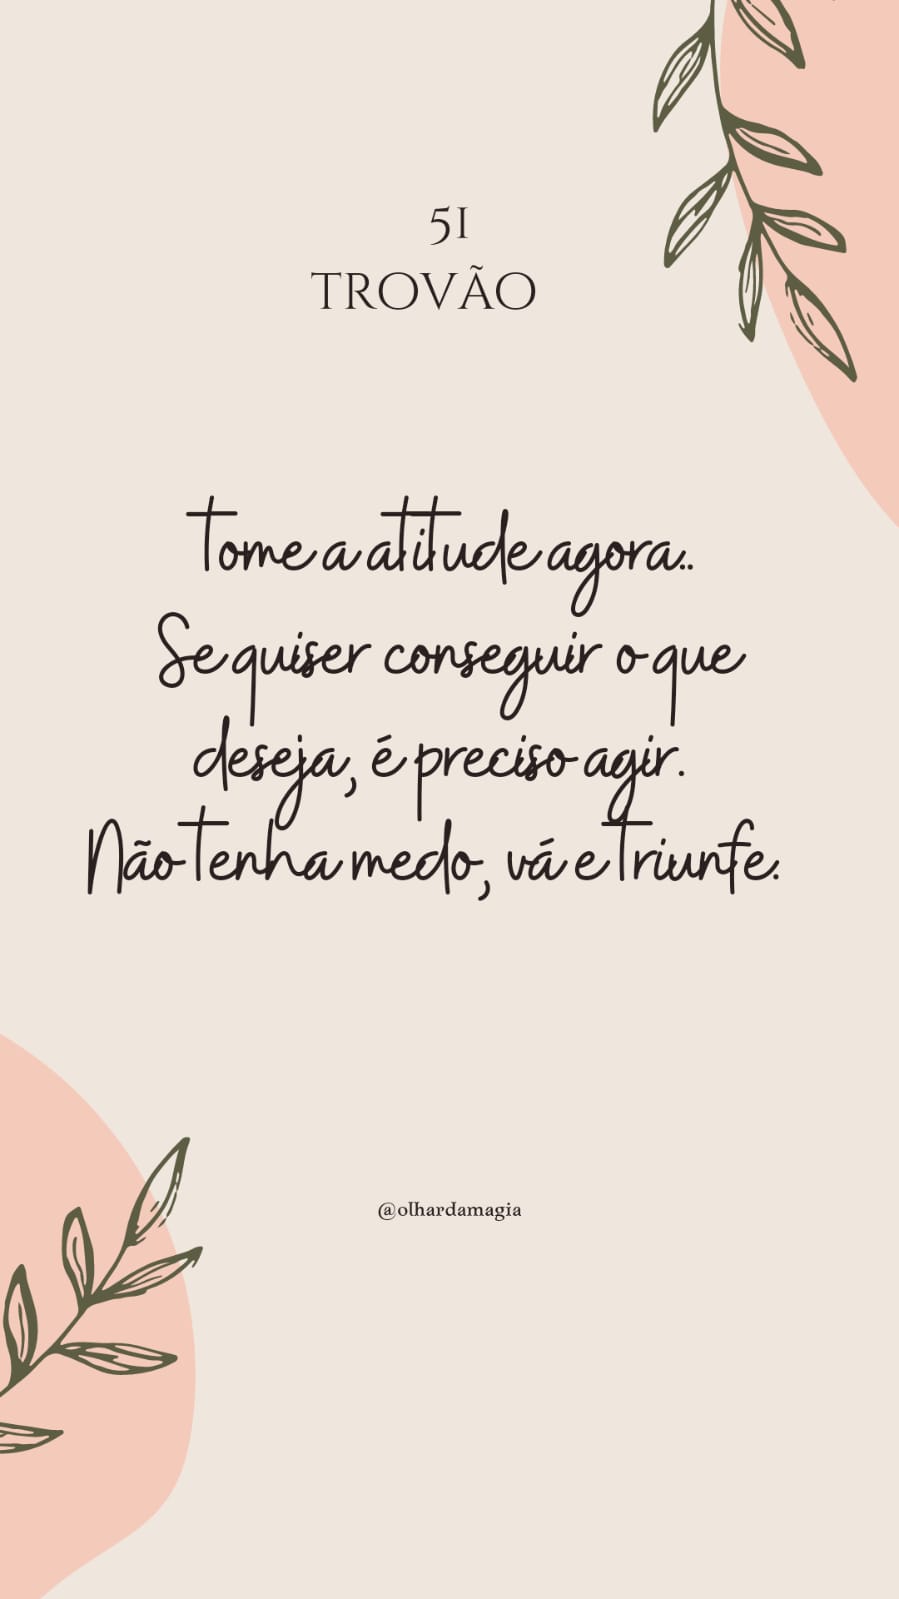 51
TROVÃO
Tome a atitude agora..
Se quiser conseguir o que
deseja, é preciso agir.
Não tenha medo, vá e triunfe.
@olhardamagia